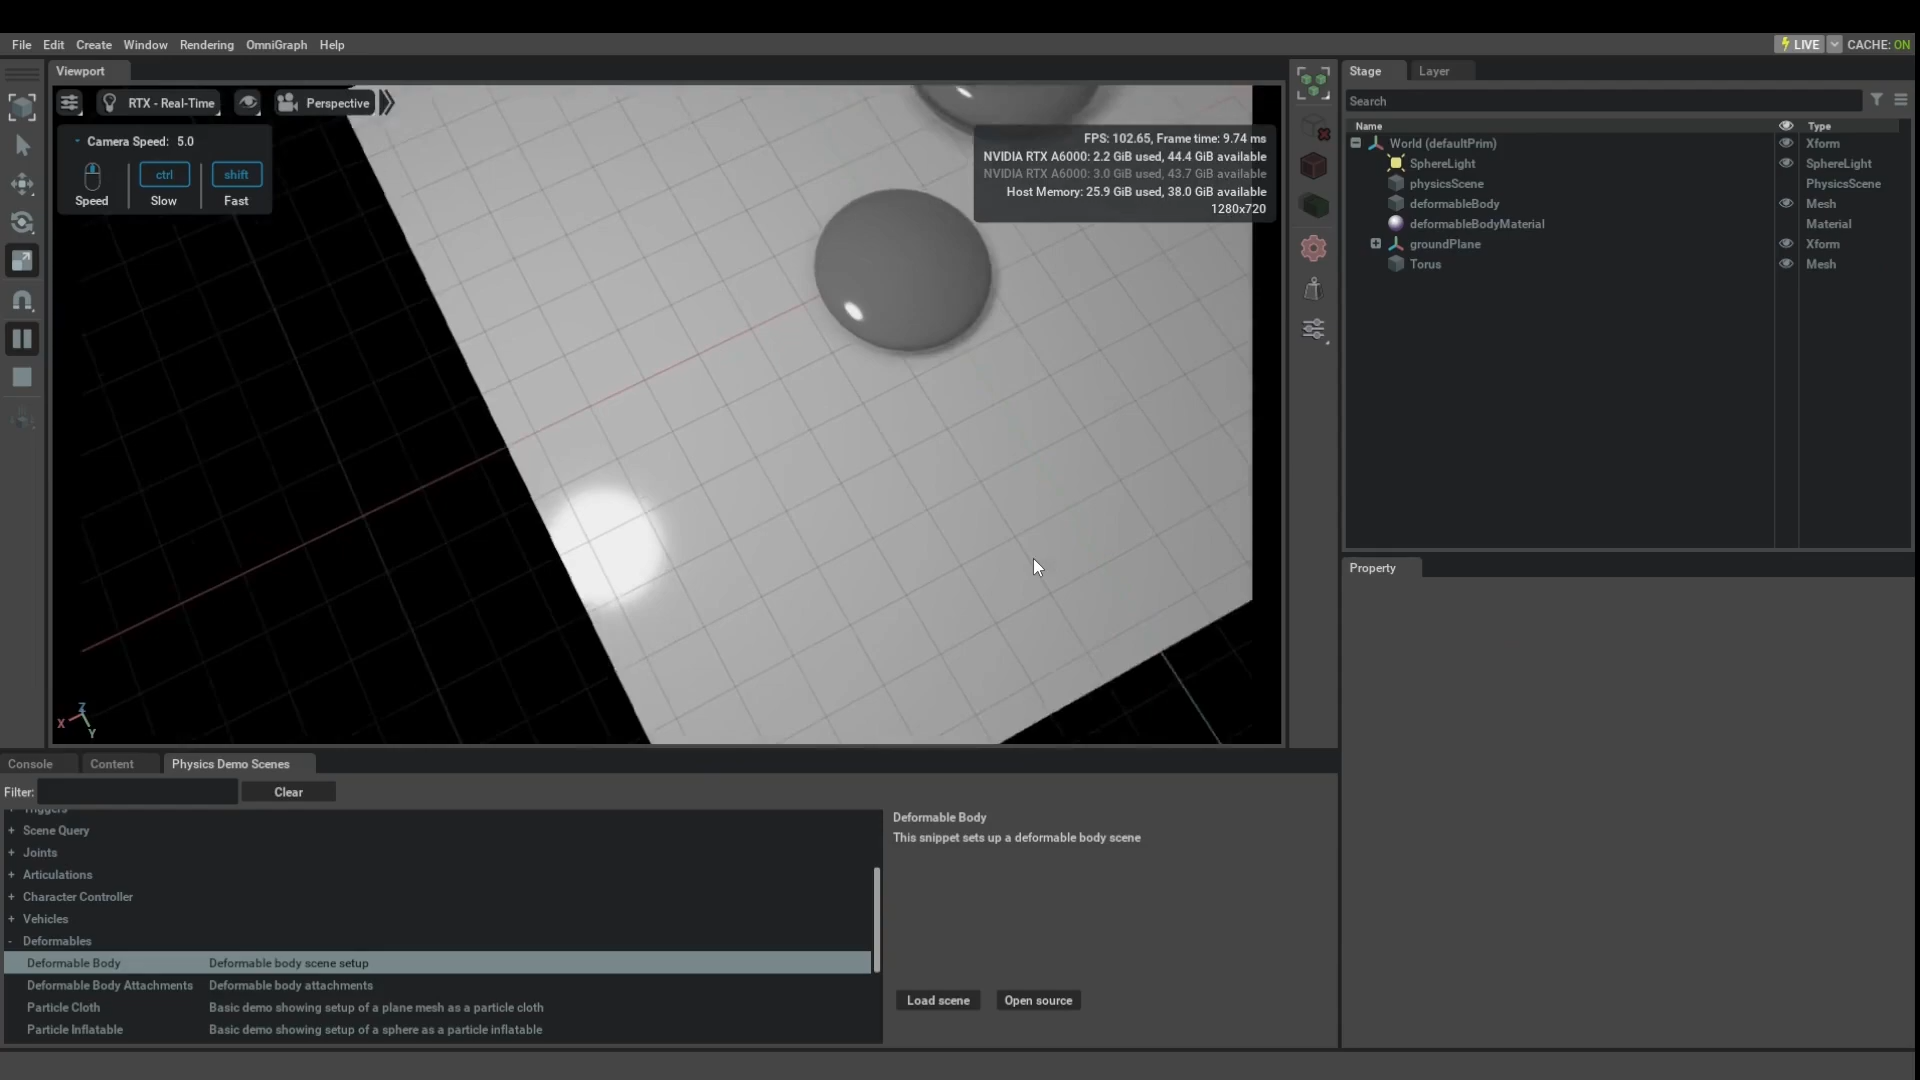 File Edit Create Window Rendering OmniGraph Help
LIVE CACHE: ON
Viewport
Stage Layer
RTX - Real-Time Perspective
Search
Camera Speed: 5.0
ctrl shift
Speed Slow Fast
FPS: 102.65, Frame time: 9.74 ms
NVIDIA RTX A6000: 2.2 GiB used, 44.4 GiB available
NVIDIA RTX A6000: 3.0 GiB used, 43.7 GiB available
Host Memory: 25.9 GiB used, 38.0 GiB available
1280x720
Name Type
World (defaultPrim) Xform
SphereLight SphereLight
physicsScene PhysicsScene
deformableBody Mesh
deformableBodyMaterial Material
groundPlane Xform
Torus Mesh
Property
Z
X
Y
Console Content Physics Demo Scenes
Filter: Clear
Triggers
+ Scene Query
+ Joints
+ Articulations
+ Character Controller
+ Vehicles
- Deformables
Deformable Body Deformable body scene setup
Deformable Body Attachments Deformable body attachments
Particle Cloth Basic demo showing setup of a plane mesh as a particle cloth
Particle Inflatable Basic demo showing setup of a sphere as a particle inflatable
Deformable Body
This snippet sets up a deformable body scene
Load scene Open source